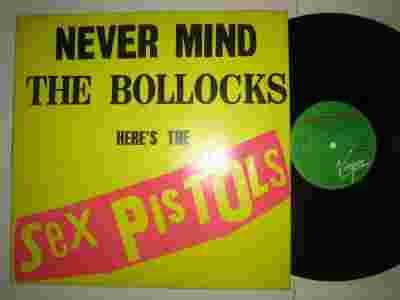 NEVER MIND
THE BOLLOCKS
HERE'S THE
SeX PISTOLS
Virgin